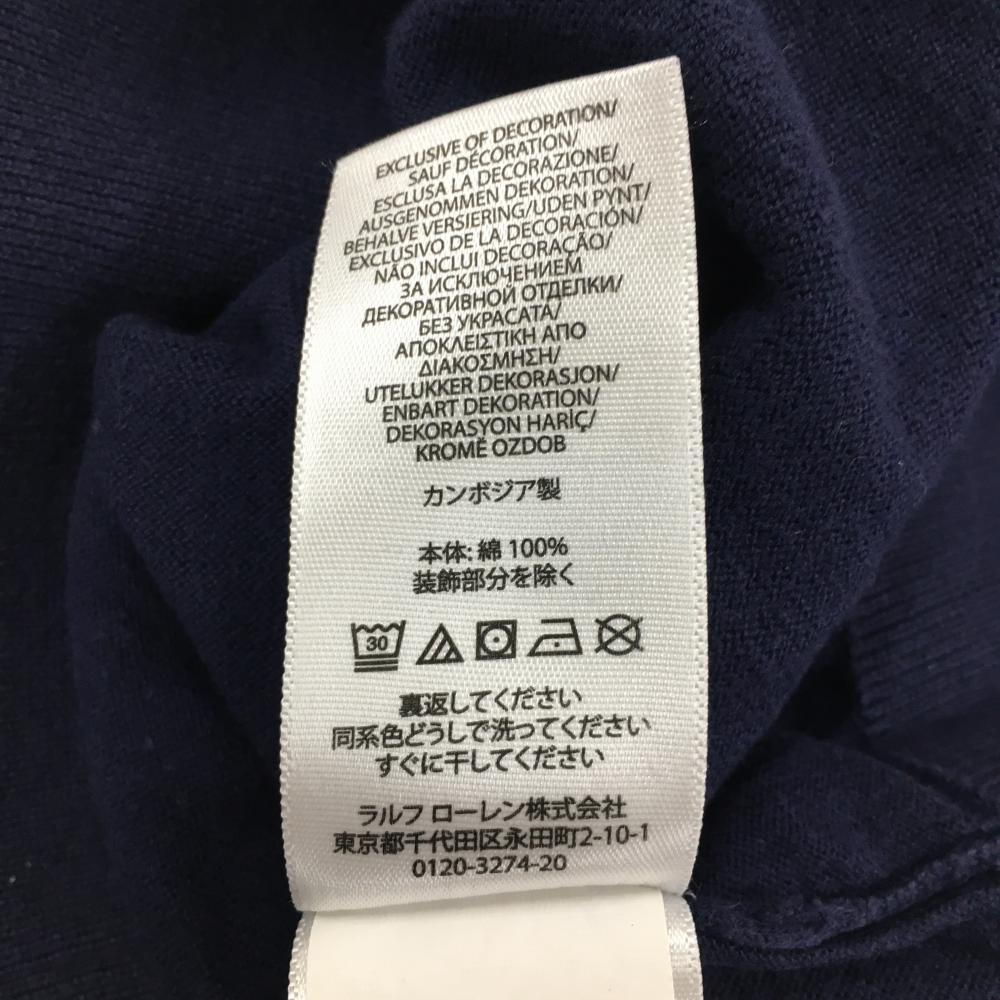 EXCLUSIVE OF DECORATION/
SAUF DÉCORATION/
ESCLUSA LA DECORAZIONE/
AUSGENOMMEN DEKORATION/
BEHALVE VERSIERING/UDEN PYNT/
EXCLUSIVO DE LA DECORACIÓN/
NÃO INCLUI DECORAÇÃO/
ЗА ИСКЛЮЧЕНИЕМ
ДЕКОРАТИВНОЙ ОТДЕЛКИ/
БЕЗ УКРАСАТА/
ΑΠΟΚΛΕΙΣΤΙΚΗ ΑΠΟ
ΔΙΑΚΟΣΜΗΣΗ/
UTELUKKER DEKORASJON/
ENBART DEKORATION/
DEKORASYON HARİÇ/
KROMĚ OZDOB
カンボジア製
本体: 綿 100%
装飾部分を除く
30
裏返してください
同系色どうしで洗ってください
すぐに干してください
ラルフ ローレン株式会社
東京都千代田区永田町2-10-1
0120-3274-20